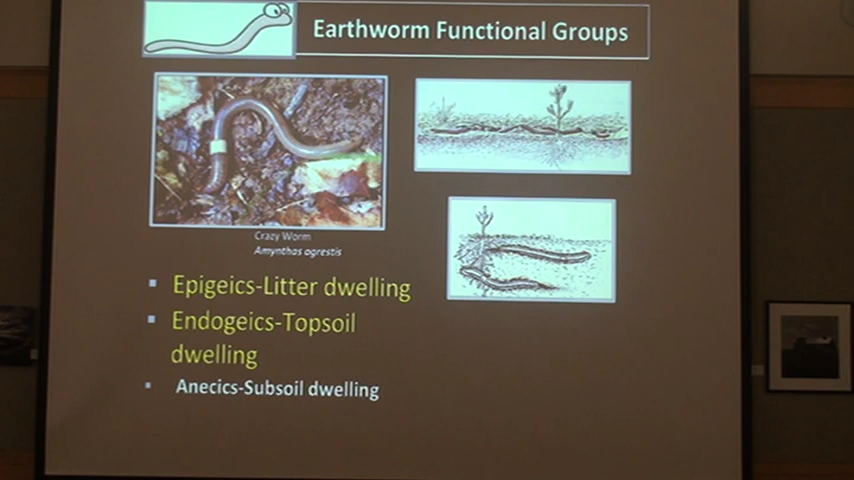 Earthworm Functional Groups
Crazy Worm
Amynthas agrestis
▪ Epigeics-Litter dwelling
▪ Endogeics-Topsoil
dwelling
▪ Anecics-Subsoil dwelling